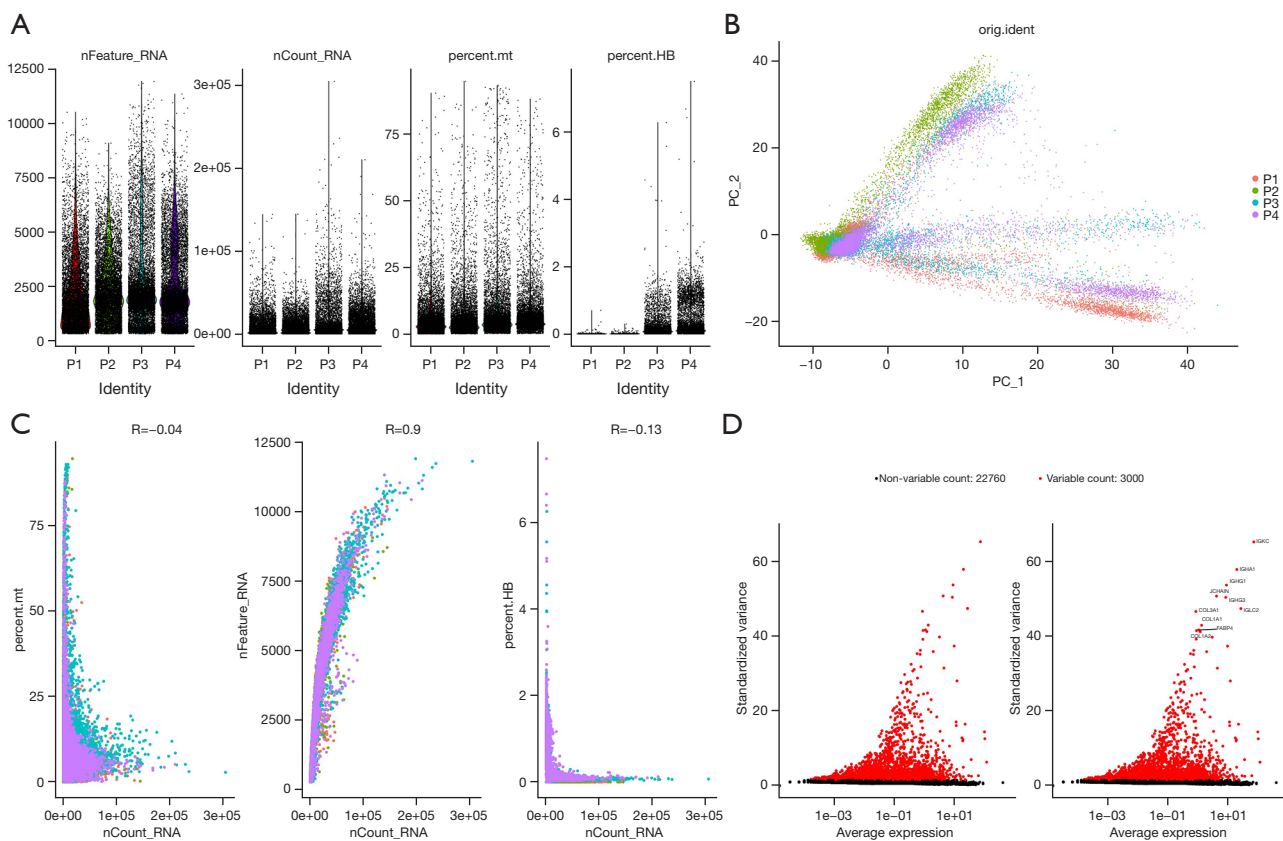 A
nFeature_RNA
nCount_RNA
percent.mt
percent.HB
12500
10000
7500
5000
2500
0
3e+05
2e+05
1e+05
0e+00
75
50
25
0
6
4
2
0
P1 P2 P3 P4
P1 P2 P3 P4
P1 P2 P3 P4
P1 P2 P3 P4
Identity
Identity
Identity
Identity
B
orig.ident
PC_2
40
20
0
−20
−10 0 10 20 30 40
PC_1
P1
P2
P3
P4
C
R=−0.04
percent.mt
75
50
25
0
0e+00 1e+05 2e+05 3e+05
nCount_RNA
R=0.9
nFeature_RNA
12500
10000
7500
5000
2500
0
0e+00 1e+05 2e+05 3e+05
nCount_RNA
R=−0.13
percent.HB
6
4
2
0
0e+00 1e+05 2e+05 3e+05
nCount_RNA
D
Non-variable count: 22760
Variable count: 3000
Standardized variance
60
40
20
0
1e−03 1e−01 1e+01
Average expression
Standardized variance
60
40
20
0
IGKC
IGHA1
IGHG1
JCHAIN
IGHG3
IGLC2
COL3A1
COL1A1
FABP4
COL1A2
1e−03 1e−01 1e+01
Average expression